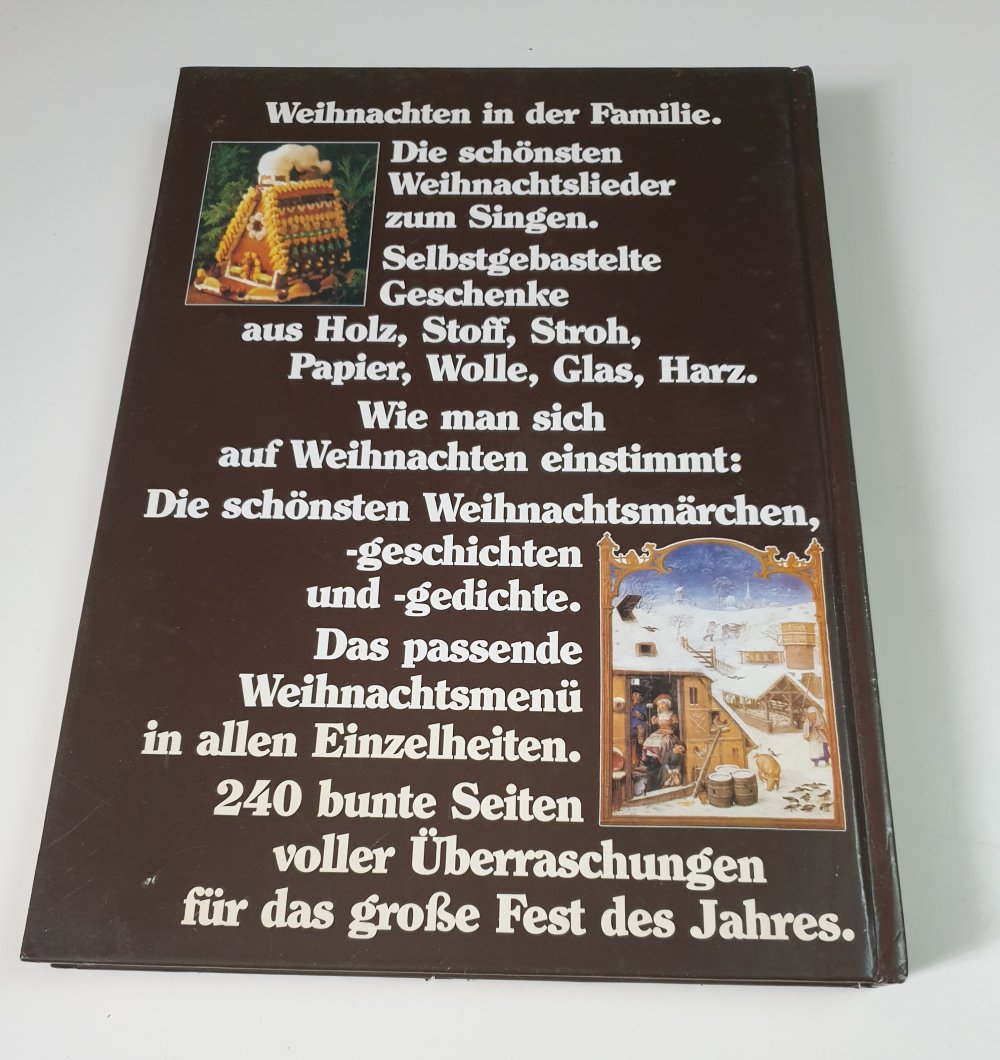 Weihnachten in der Familie.
Die schönsten
Weihnachtslieder
zum Singen.
Selbstgebastelte
Geschenke
aus Holz, Stoff, Stroh,
Papier, Wolle, Glas, Harz.
Wie man sich
auf Weihnachten einstimmt:
Die schönsten Weihnachtsmärchen,
-geschichten
und -gedichte.
Das passende
Weihnachtsmenü
in allen Einzelheiten.
240 bunte Seiten
voller Überraschungen
für das große Fest des Jahres.